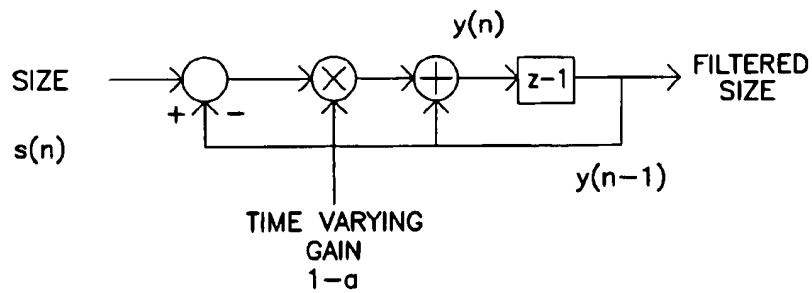 y(n)
SIZE
+
−
×
+
z−1
FILTERED
SIZE
s(n)
y(n−1)
TIME VARYING
GAIN
1−a